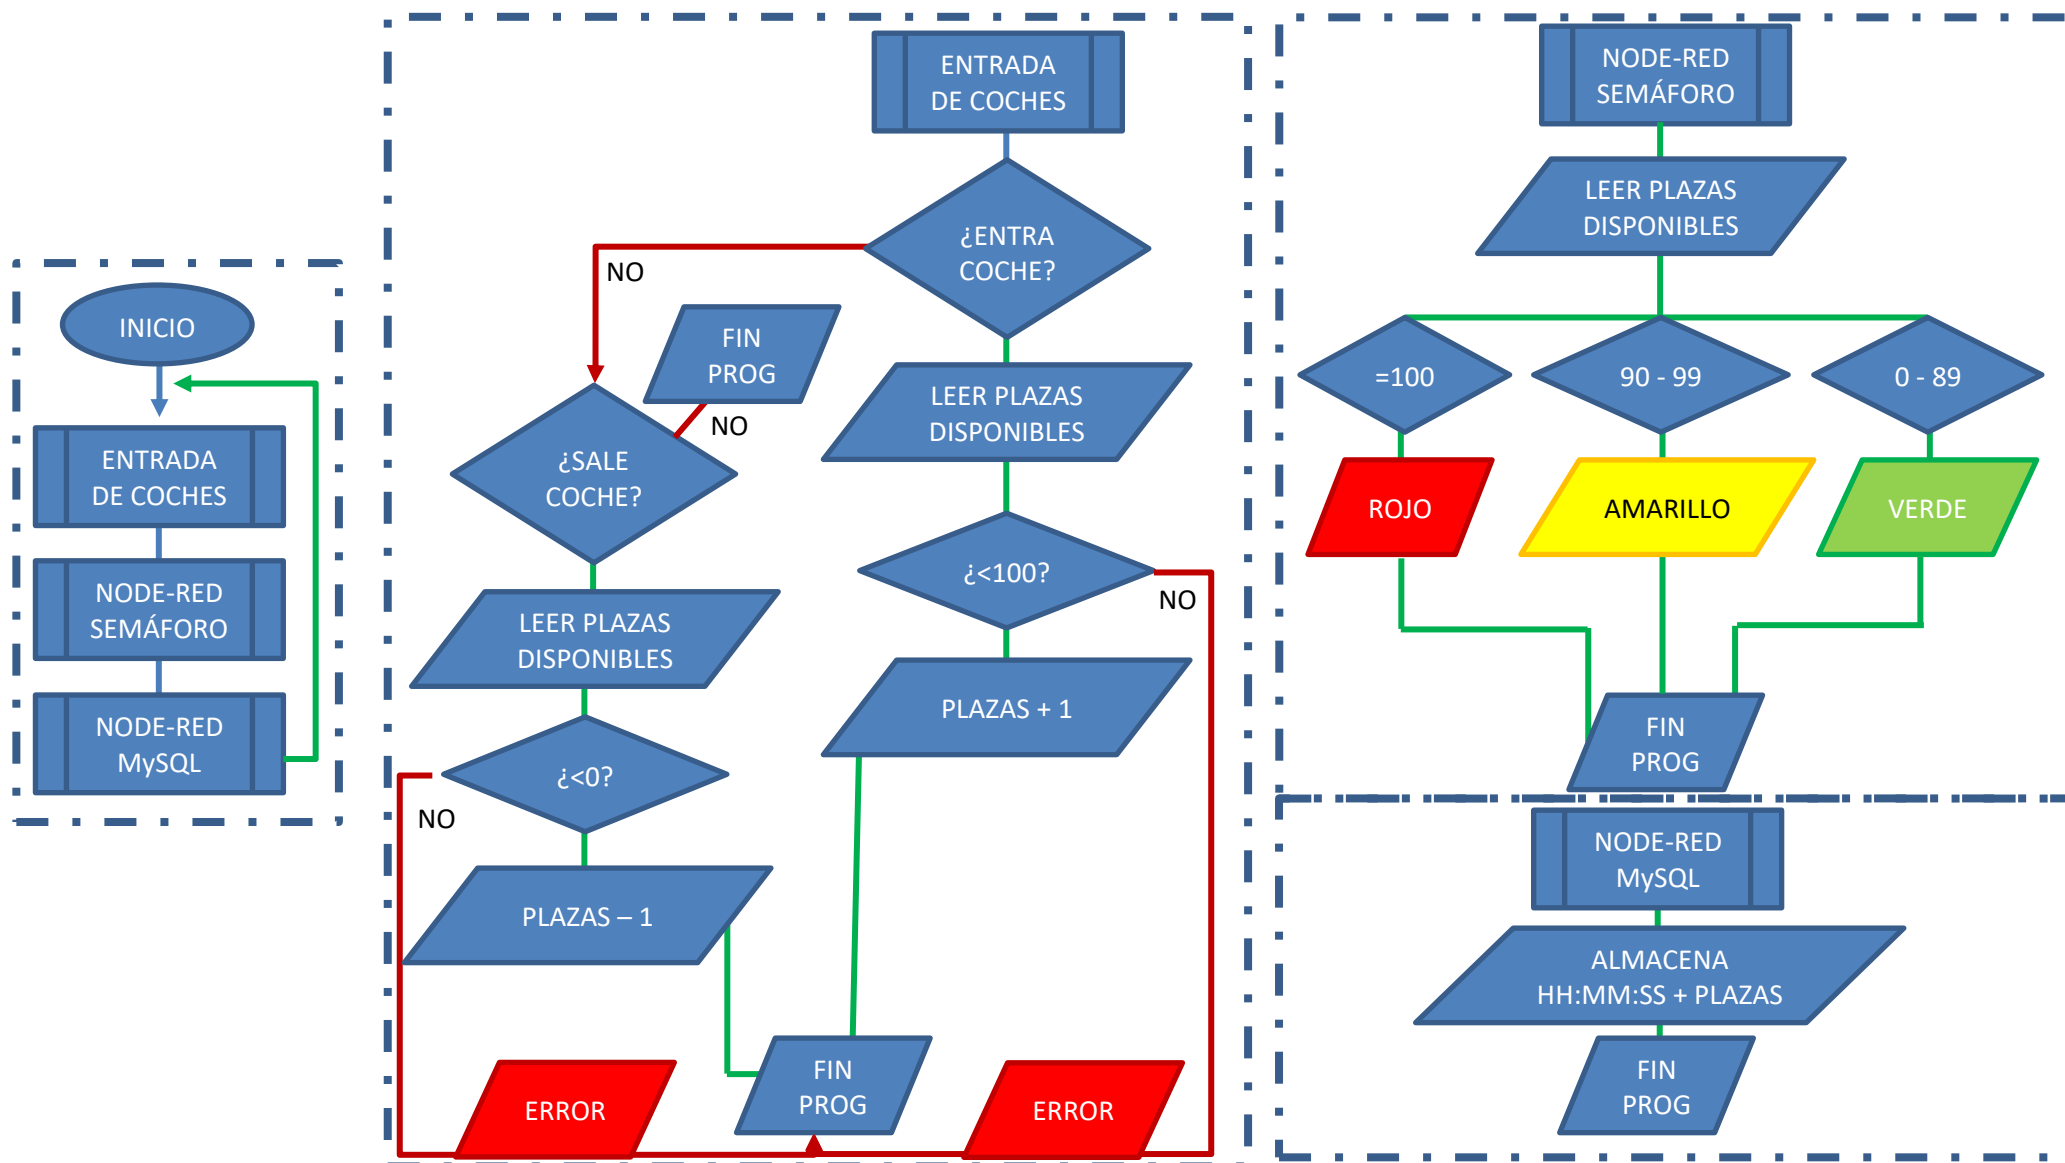 INICIO
ENTRADA
DE COCHES
NODE-RED
SEMÁFORO
NODE-RED
MySQL
ENTRADA
DE COCHES
¿ENTRA
COCHE?
NO
FIN
PROG
NO
¿SALE
COCHE?
LEER PLAZAS
DISPONIBLES
¿<100?
NO
LEER PLAZAS
DISPONIBLES
PLAZAS + 1
¿<0?
NO
PLAZAS – 1
ERROR
FIN
PROG
ERROR
NODE-RED
SEMÁFORO
LEER PLAZAS
DISPONIBLES
=100
90 - 99
0 - 89
ROJO
AMARILLO
VERDE
FIN
PROG
NODE-RED
MySQL
ALMACENA
HH:MM:SS + PLAZAS
FIN
PROG